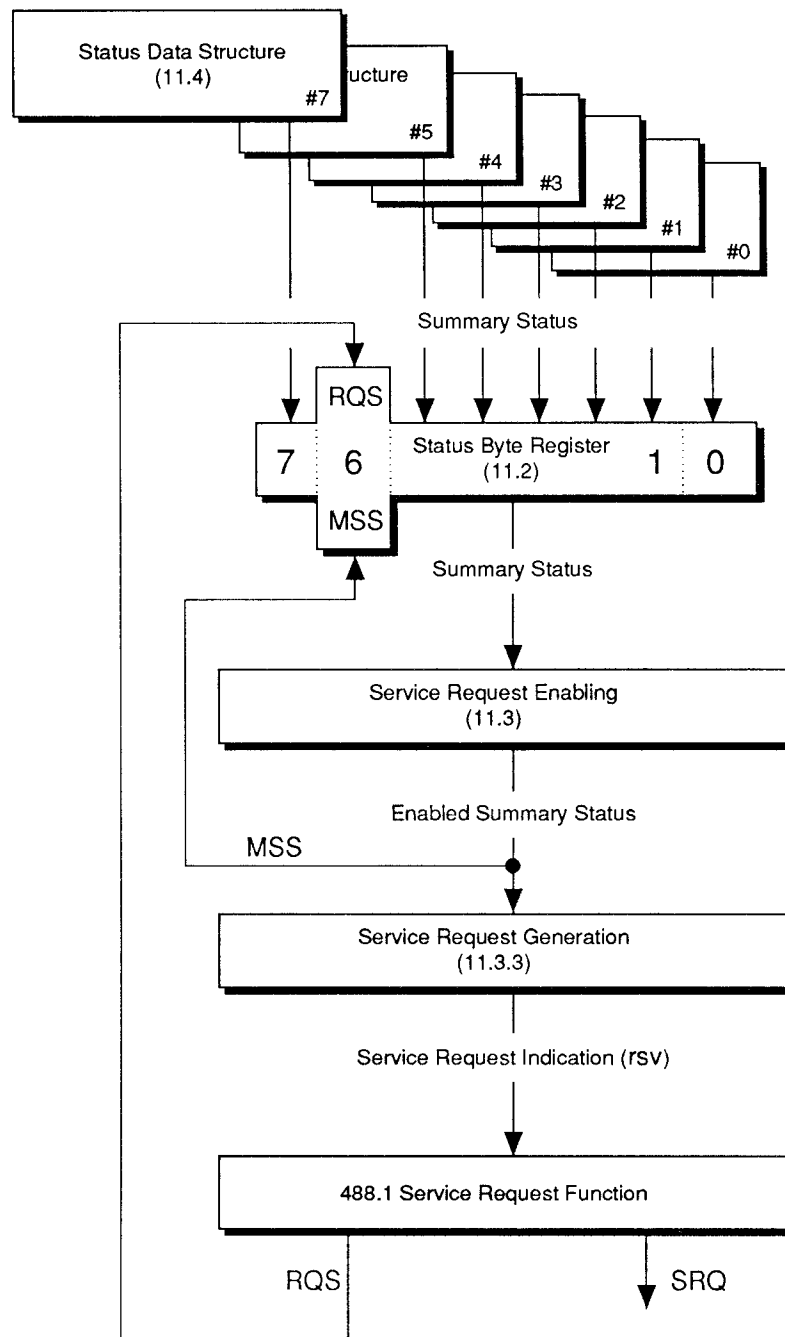 Status Data Structure
(11.4)
#7
ucture
#5
#4
#3
#2
#1
#0
Summary Status
RQS
7 6 Status Byte Register 1 0
(11.2)
MSS
Summary Status
Service Request Enabling
(11.3)
Enabled Summary Status
MSS
Service Request Generation
(11.3.3)
Service Request Indication (rsv)
488.1 Service Request Function
RQS SRQ